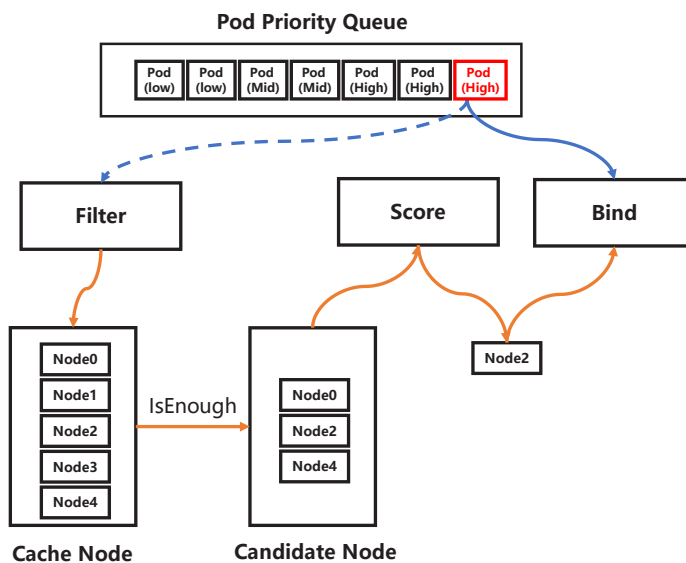 Pod Priority Queue
Pod
(low)
Pod
(low)
Pod
(Mid)
Pod
(Mid)
Pod
(High)
Pod
(High)
Pod
(High)
Filter
Score
Bind
Node0
Node1
Node2
Node3
Node4
IsEnough
Node0
Node2
Node4
Node2
Cache Node
Candidate Node